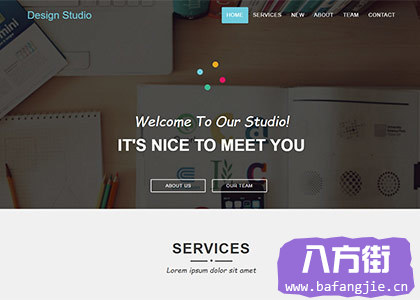 Design Studio
HOME SERVICES NEW ABOUT TEAM CONTACT
Welcome To Our Studio!
IT'S NICE TO MEET YOU
ABOUT US OUR TEAM
SERVICES
Lorem ipsum dolor sit amet
八方街
www.bafangjie.cn